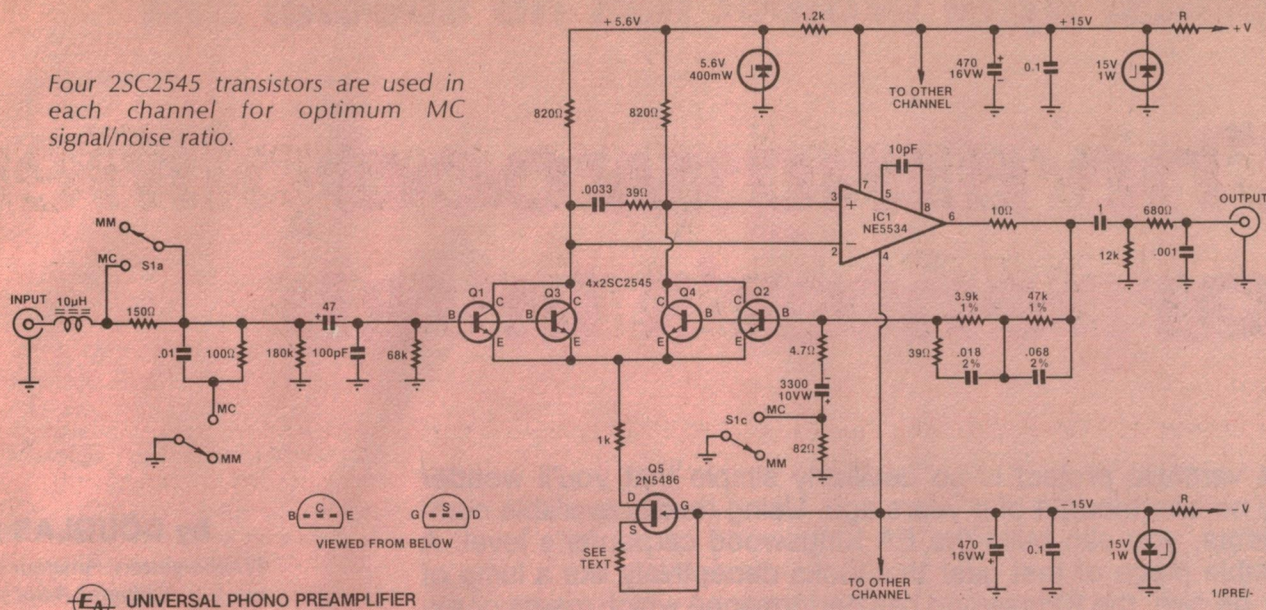 Four 2SC2545 transistors are used in
each channel for optimum MC
signal/noise ratio.
+5.6V
1.2k
+15V
R
+V
5.6V
400mW
TO OTHER
CHANNEL
470
16VW
+
-
0.1
15V
1W
820Ω
820Ω
10pF
.0033
39Ω
3
+
7
5
8
IC1
NE5534
6
-
2
4
10Ω
1
680Ω
OUTPUT
12k
.001
MM
MC
S1a
INPUT
10μH
150Ω
+
47
-
Q1
C
B
E
Q3
C
B
E
4x2SC2545
Q4
C
B
E
Q2
C
B
E
3.9k
1%
47k
1%
.01
100Ω
180k
100pF
68k
4.7Ω
39Ω
.018
2%
.068
2%
3300
10VW
-
+
MC
MM
S1c
MC
MM
82Ω
1k
Q5
2N5486
D
G
S
SEE
TEXT
B
C
E
G
S
D
VIEWED FROM BELOW
-15V
R
-V
470
16VW
-
+
0.1
15V
1W
TO OTHER
CHANNEL
EA UNIVERSAL PHONO PREAMPLIFIER
1/PRE/-